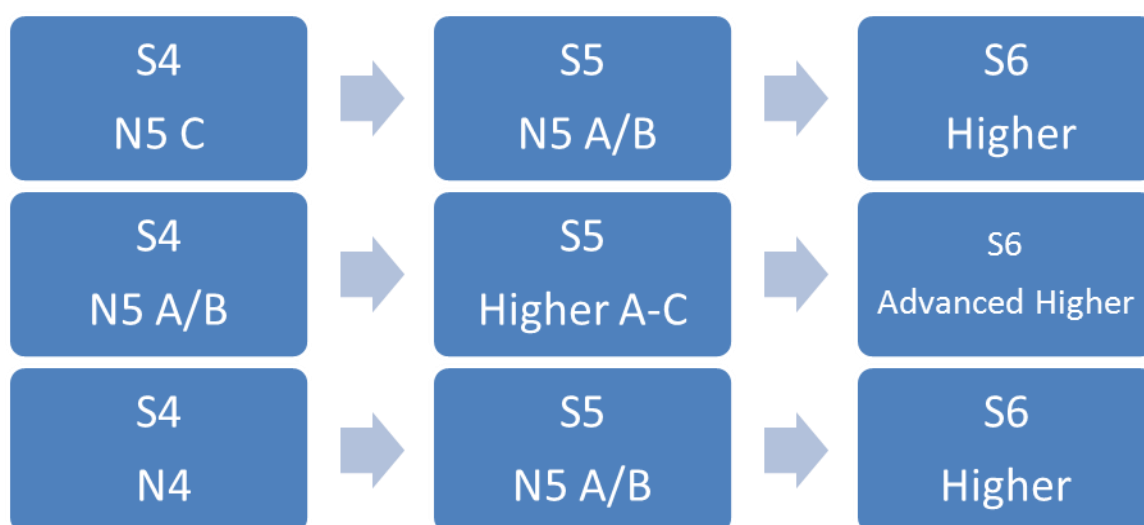 S4
N5 C
S5
N5 A/B
S6
Higher
S4
N5 A/B
S5
Higher A-C
S6
Advanced Higher
S4
N4
S5
N5 A/B
S6
Higher